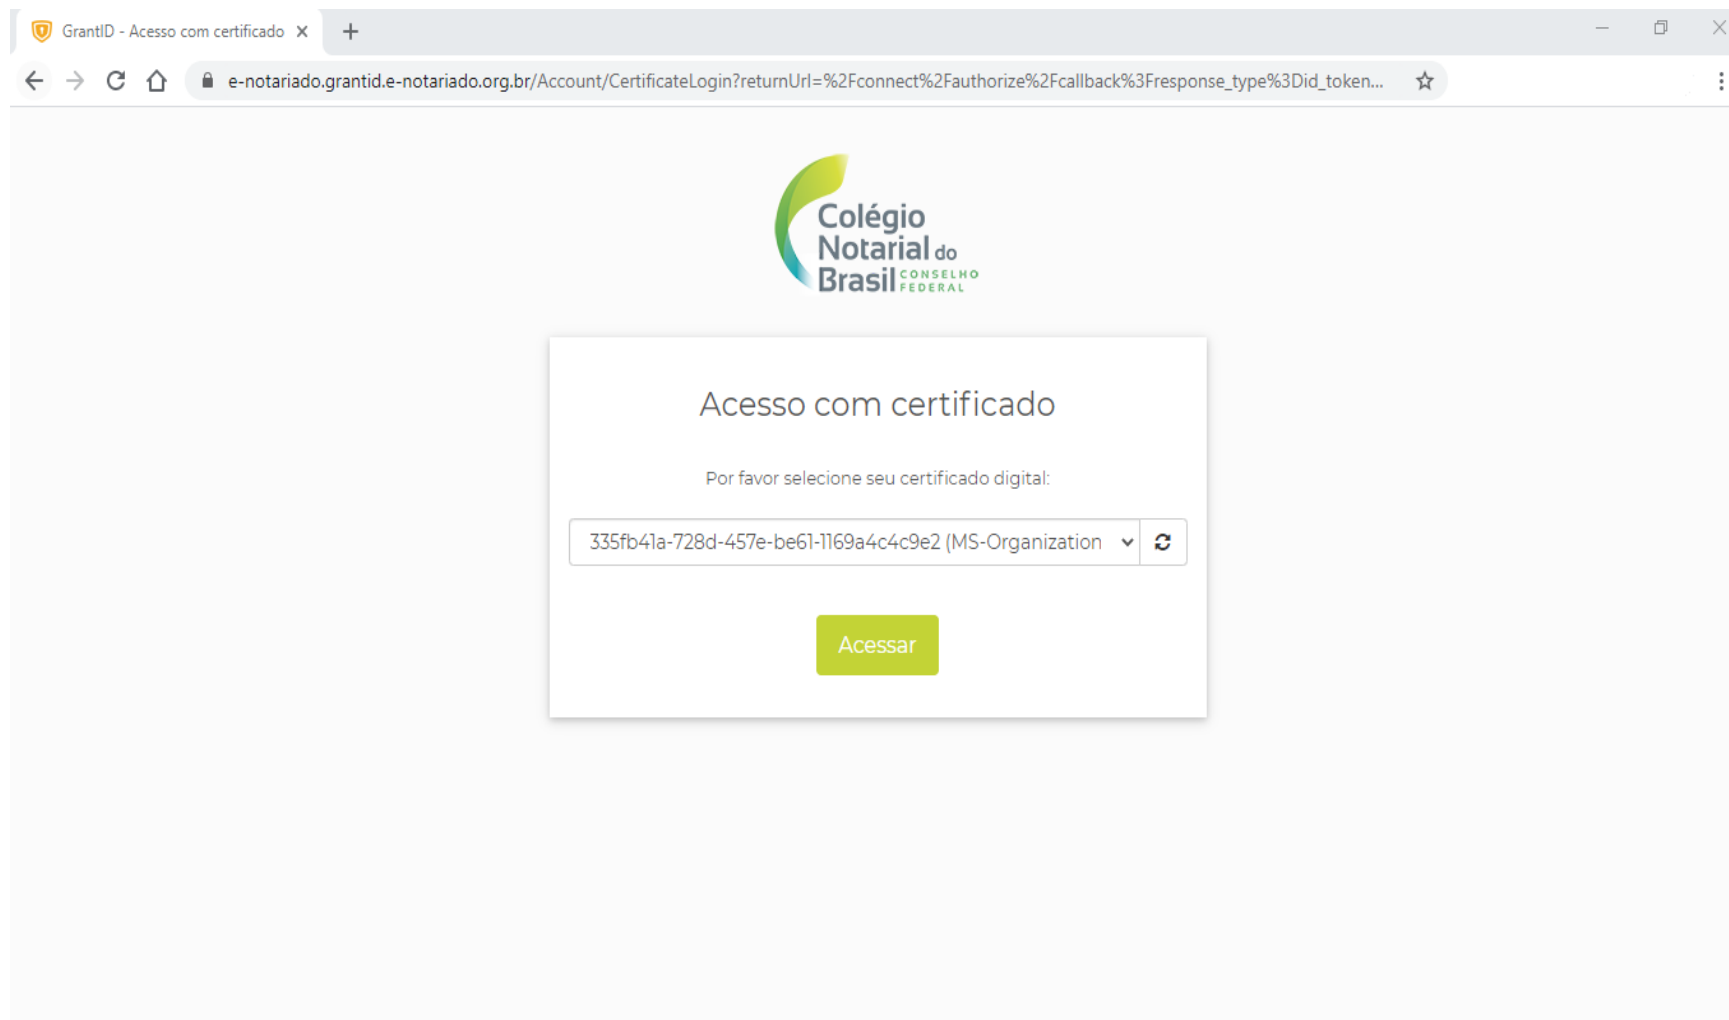 GrantID - Acesso com certificado
e-notariado.grantid.e-notariado.org.br/Account/CertificateLogin?returnUrl=%2Fconnect%2Fauthorize%2Fcallback%3Fresponse_type%3Did_token...
Colégio
Notarial do
Brasil CONSELHO FEDERAL
Acesso com certificado
Por favor selecione seu certificado digital:
335fb41a-728d-457e-be61-1169a4c4c9e2 (MS-Organization
Acessar